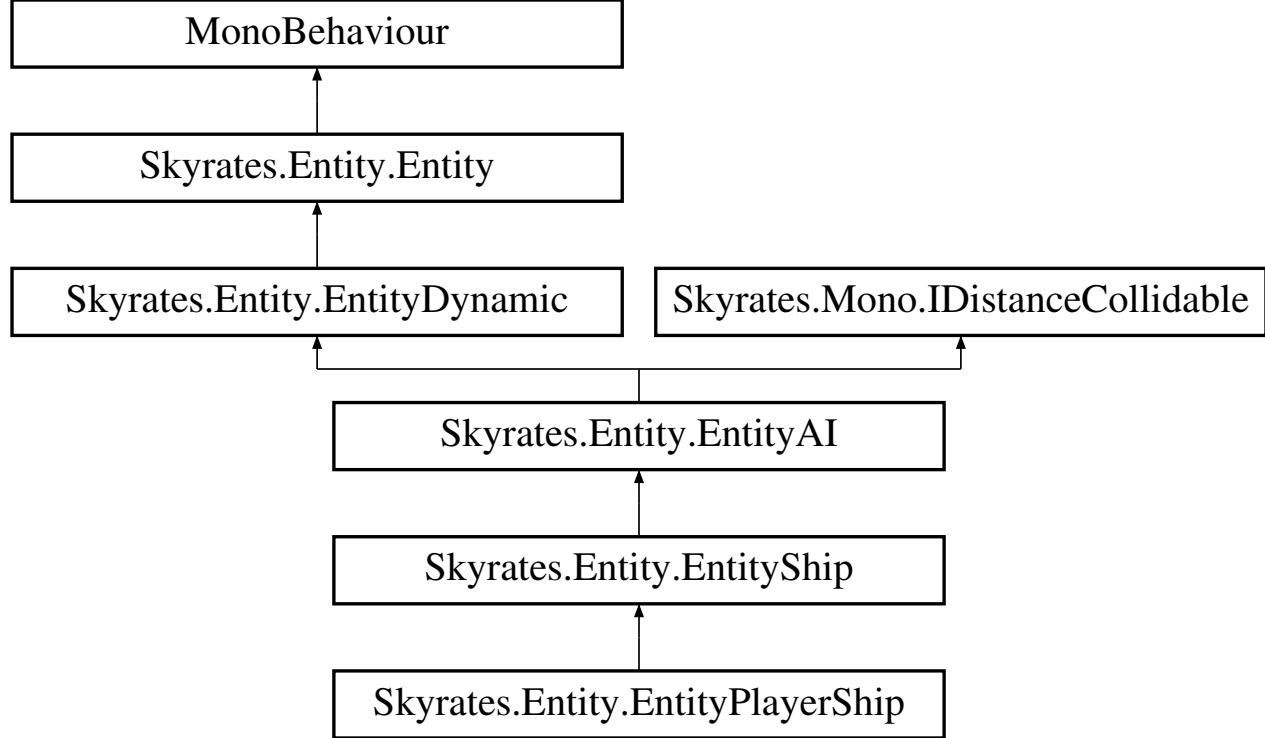 MonoBehaviour
Skyrates.Entity.Entity
Skyrates.Entity.EntityDynamic
Skyrates.Mono.IDistanceCollidable
Skyrates.Entity.EntityAI
Skyrates.Entity.EntityShip
Skyrates.Entity.EntityPlayerShip